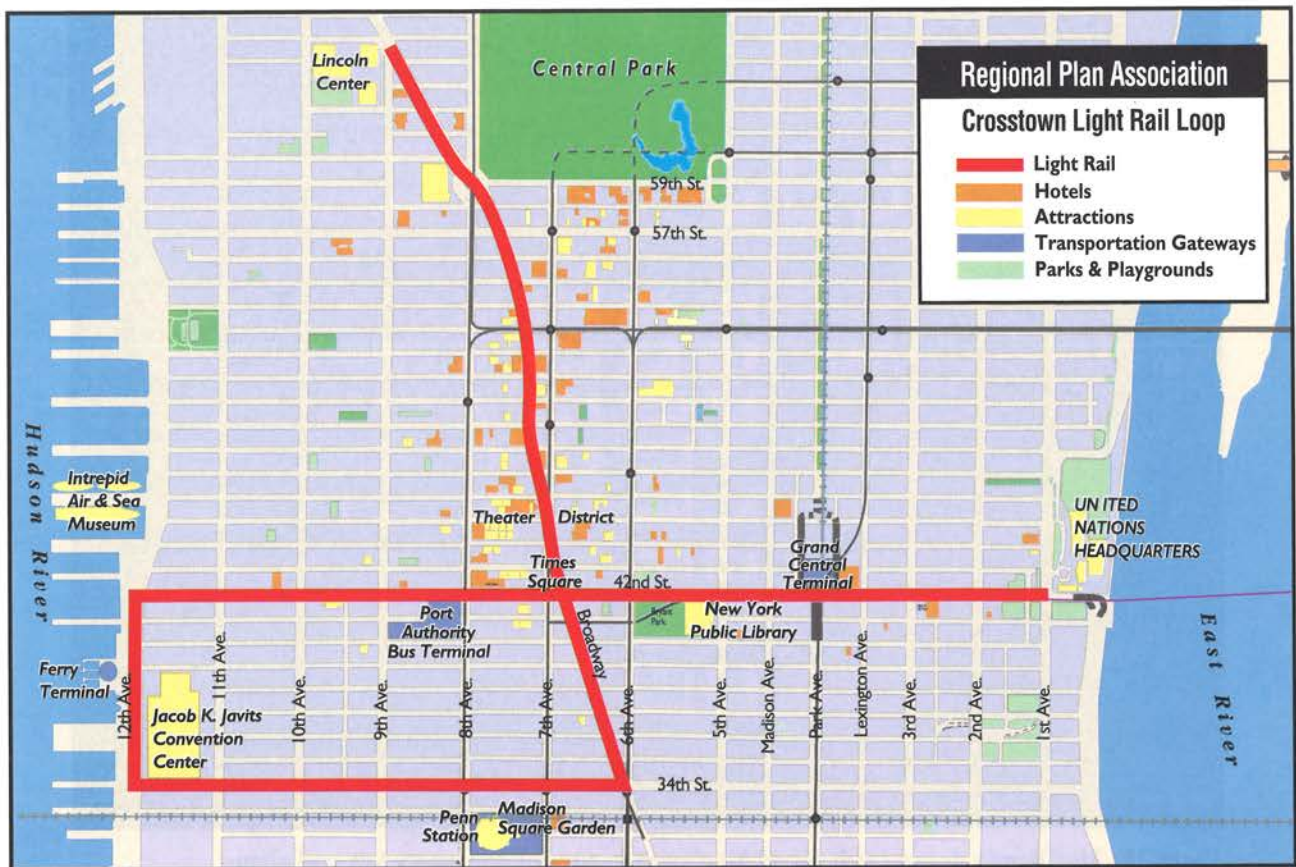 Lincoln
Center
Central Park
Regional Plan Association
Crosstown Light Rail Loop
Light Rail
Hotels
Attractions
Transportation Gateways
Parks & Playgrounds
59th St.
57th St.
Hudson River
Intrepid
Air & Sea
Museum
Theater District
Times
Square
42nd St.
Grand
Central
Terminal
UNITED
NATIONS
HEADQUARTERS
Port
Authority
Bus Terminal
Broadway
Bryant
Park
New York
Public Library
East River
Ferry
Terminal
12th Ave.
11th Ave.
10th Ave.
9th Ave.
8th Ave.
7th Ave.
6th Ave.
5th Ave.
Madison Ave.
Park Ave.
Lexington Ave.
3rd Ave.
2nd Ave.
1st Ave.
Jacob K. Javits
Convention
Center
34th St.
Penn
Station
Madison
Square Garden